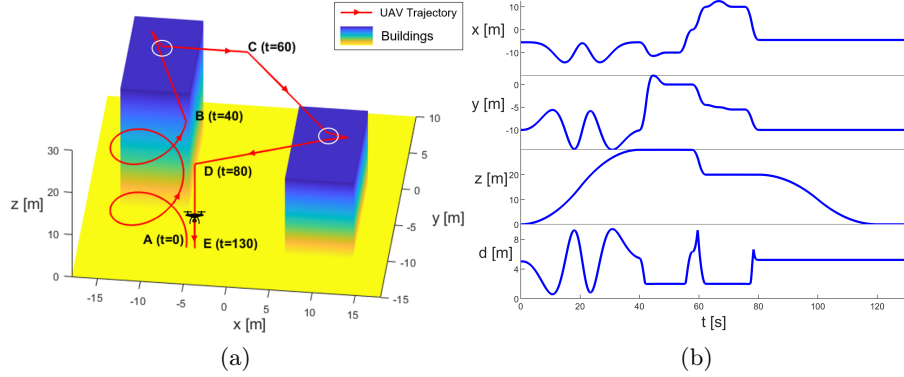 UAV Trajectory
Buildings
C (t=60)
B (t=40)
D (t=80)
A (t=0)
E (t=130)
z [m]
30
20
10
0
x [m]
-15
-10
-5
0
5
10
15
y [m]
10
5
0
-5
-10
-15
(a)
x [m]
10
0
-10
y [m]
0
-5
-10
z [m]
20
0
d [m]
8
4
0
0
20
40
60
80
100
120
t [s]
(b)